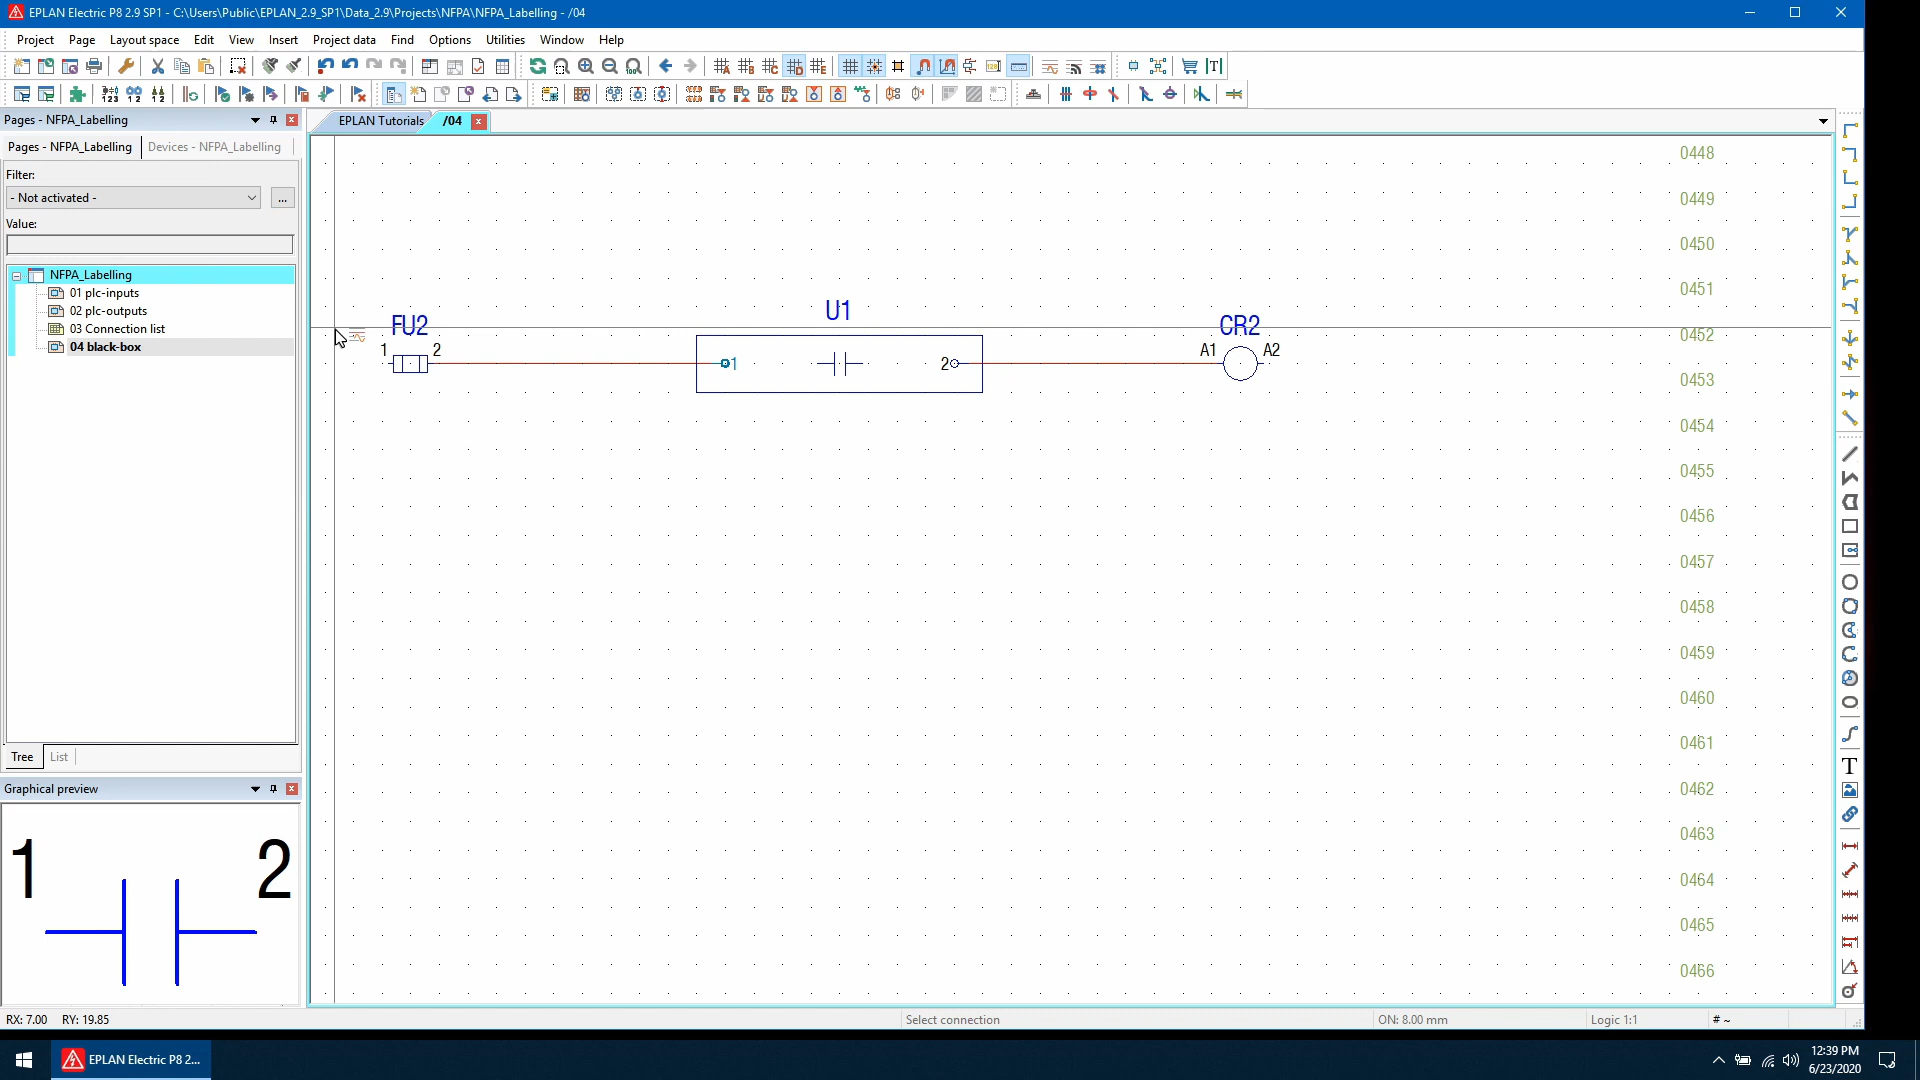 EPLAN Electric P8 2.9 SP1 - C:\Users\Public\EPLAN_2.9_SP1\Data_2.9\Projects\NFPA\NFPA_Labelling - /04
Project Page Layout space Edit View Insert Project data Find Options Utilities Window Help
Pages - NFPA_Labelling
Pages - NFPA_Labelling Devices - NFPA_Labelling
Filter:
- Not activated -
...
Value:
NFPA_Labelling
01 plc-inputs
02 plc-outputs
03 Connection list
04 black-box
Tree List
Graphical preview
1 2
EPLAN Tutorials /04
0448
0449
0450
0451
0452
0453
0454
0455
0456
0457
0458
0459
0460
0461
0462
0463
0464
0465
0466
FU2 U1 CR2
1 2 1 2 A1 A2
RX: 7.00 RY: 19.85 Select connection ON: 8.00 mm Logic 1:1 # ~
EPLAN Electric P8 2...
12:39 PM
6/23/2020